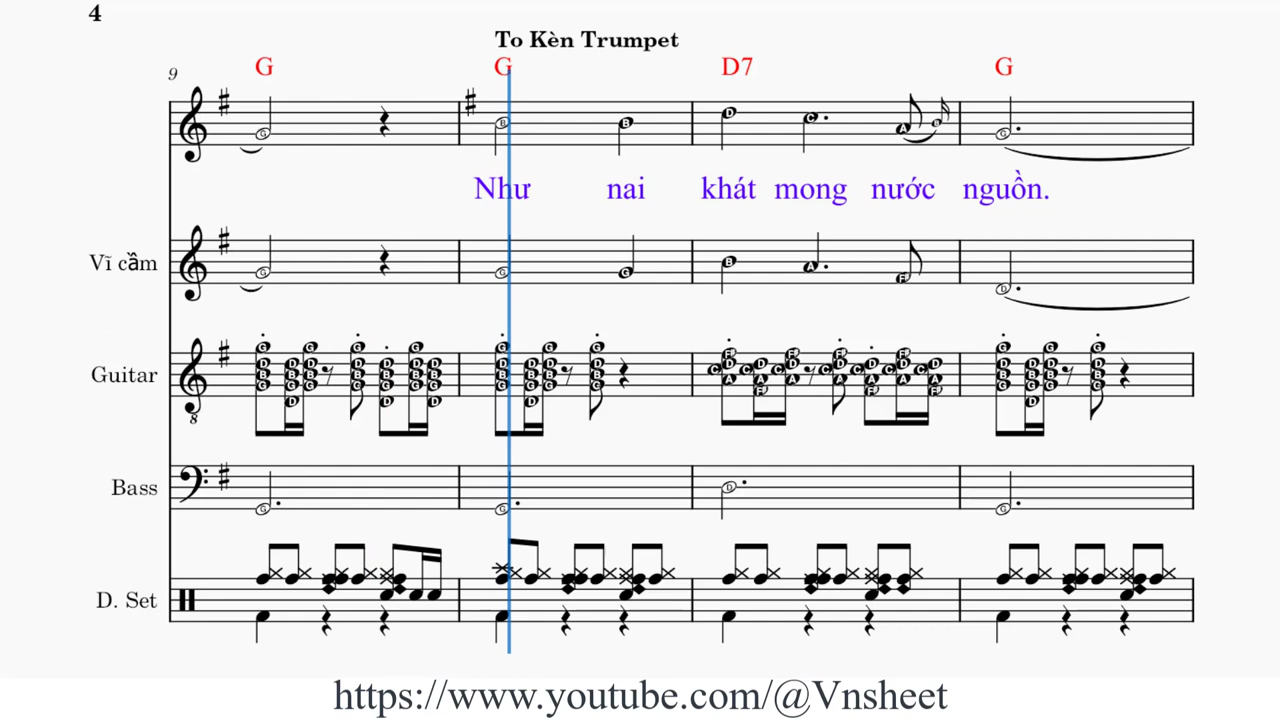 4
To Kèn Trumpet
9 G G D7 G
Như nai khát mong nước nguồn.
Vĩ cầm
Guitar
8
Bass
D. Set
https://www.youtube.com/@Vnsheet